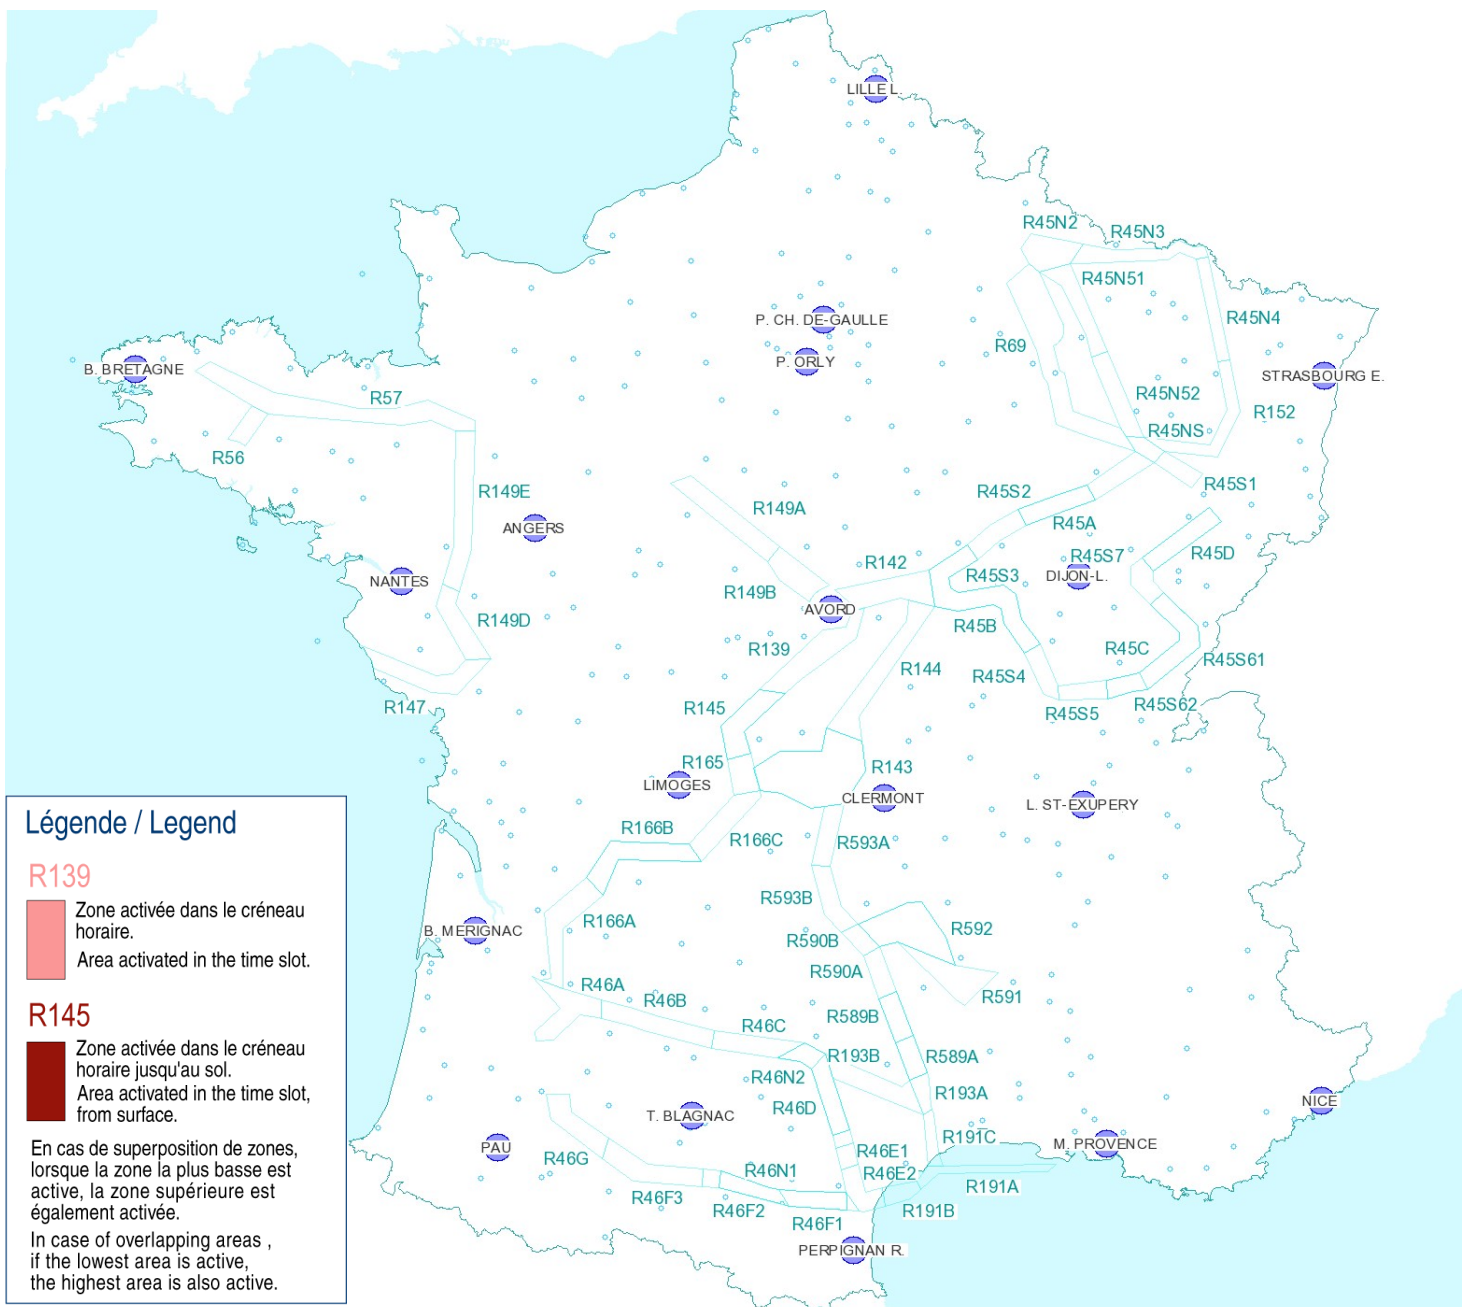 LILLE L.
R45N2
R45N3
R45N51
P. CH. DE-GAULLE
R45N4
R69
P. ORLY
B. BRETAGNE
STRASBOURG E.
R57
R45N52
R152
R45NS
R56
R149E
R45S2
R45S1
R149A
ANGERS
R45A
R45S7
R45D
R142
NANTES
R45S3
DIJON-L.
R149B
AVORD
R149D
R45B
R139
R45C
R45S61
R144
R45S4
R147
R145
R45S5
R45S62
R165
R143
LIMOGES
CLERMONT
L. ST-EXUPERY
R166B
R166C
R593A
R593B
R166A
B. MERIGNAC
R592
R590B
R590A
R46A
R46B
R591
R46C
R589B
R193B
R589A
R46N2
R193A
R46D
T. BLAGNAC
NICE
PAU
R191C
M. PROVENCE
R46G
R46E1
R46N1
R46E2
R191A
R46F3
R46F2
R46F1
R191B
PERPIGNAN R.
Légende / Legend
R139
Zone activée dans le créneau
horaire.
Area activated in the time slot.
R145
Zone activée dans le créneau
horaire jusqu'au sol.
Area activated in the time slot,
from surface.
En cas de superposition de zones,
lorsque la zone la plus basse est
active, la zone supérieure est
également activée.
In case of overlapping areas ,
if the lowest area is active,
the highest area is also active.